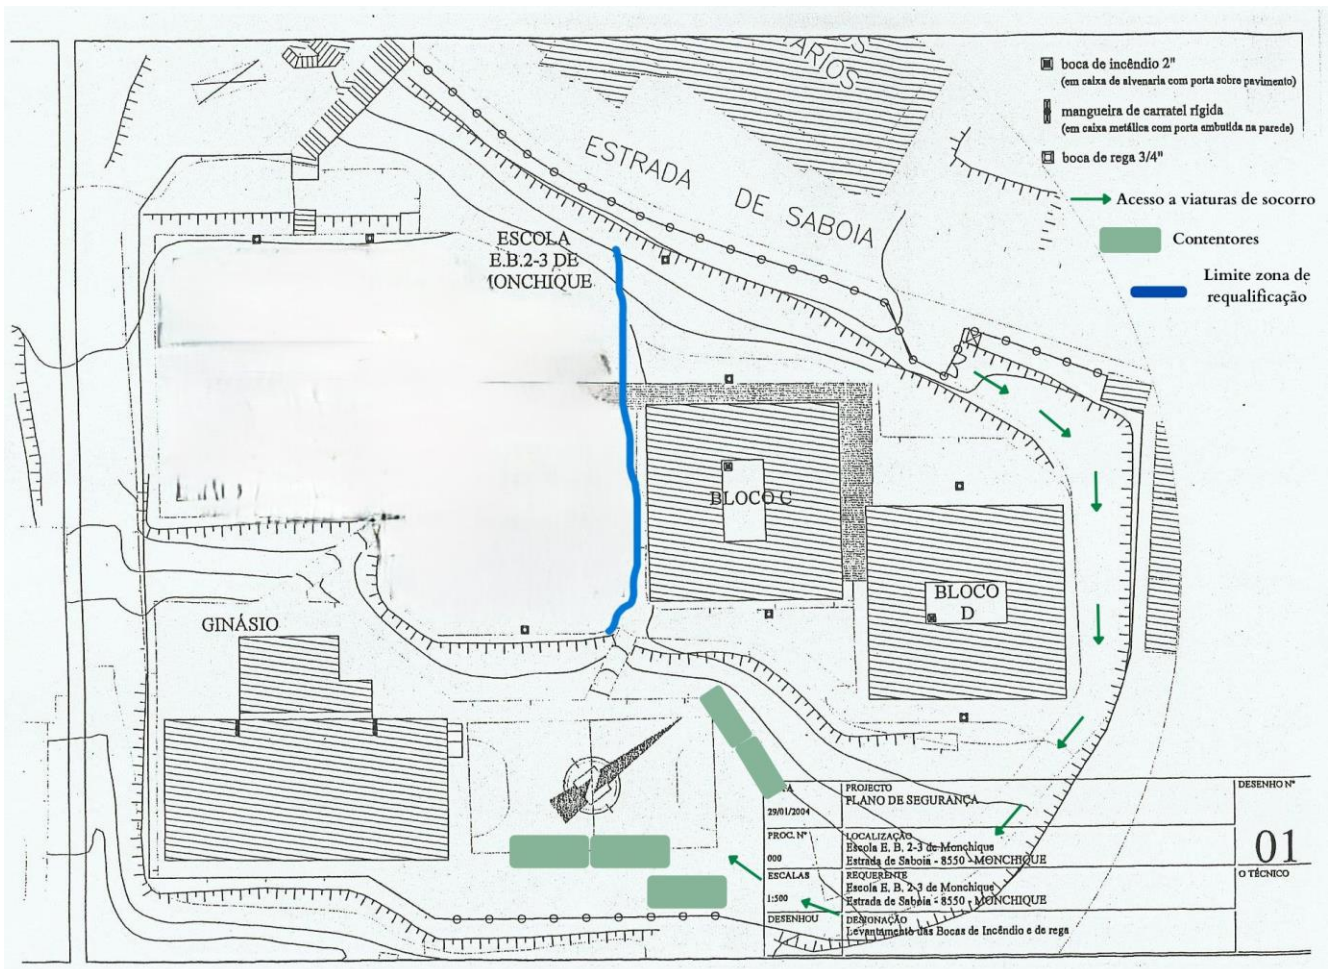 ÁRIOS
ESTRADA DE SABOIA
boca de incêndio 2"
(em caixa de alvenaria com porta sobre pavimento)
mangueira de carratel rígida
(em caixa metálica com porta embutida na parede)
boca de rega 3/4"
Acesso a viaturas de socorro
Contentores
Limite zona de
requalificação
ESCOLA
E.B.2-3 DE
MONCHIQUE
BLOCO C
BLOCO
D
GINÁSIO
29/01/2004
PROJECTO
PLANO DE SEGURANÇA
DESENHO Nº
01
PROC. Nº
000
LOCALIZAÇÃO
Escola E. B. 2-3 de Monchique
Estrada de Saboia - 8550 - MONCHIQUE
ESCALAS
1:500
REQUERENTE
Escola E. B. 2-3 de Monchique
Estrada de Saboia - 8550 - MONCHIQUE
O TÉCNICO
DESENHOU
DESIGNAÇÃO
Levantamento das Bocas de Incêndio e de rega